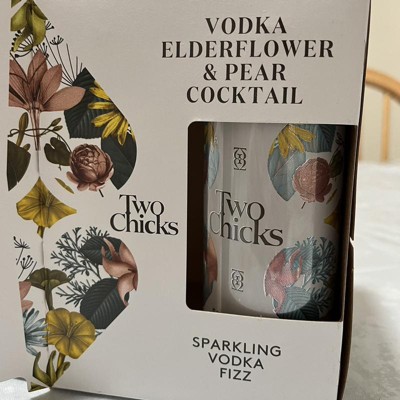 VODKA
ELDERFLOWER
& PEAR
COCKTAIL
Two
Chicks
Two
Chicks
SPARKLING
VODKA
FIZZ